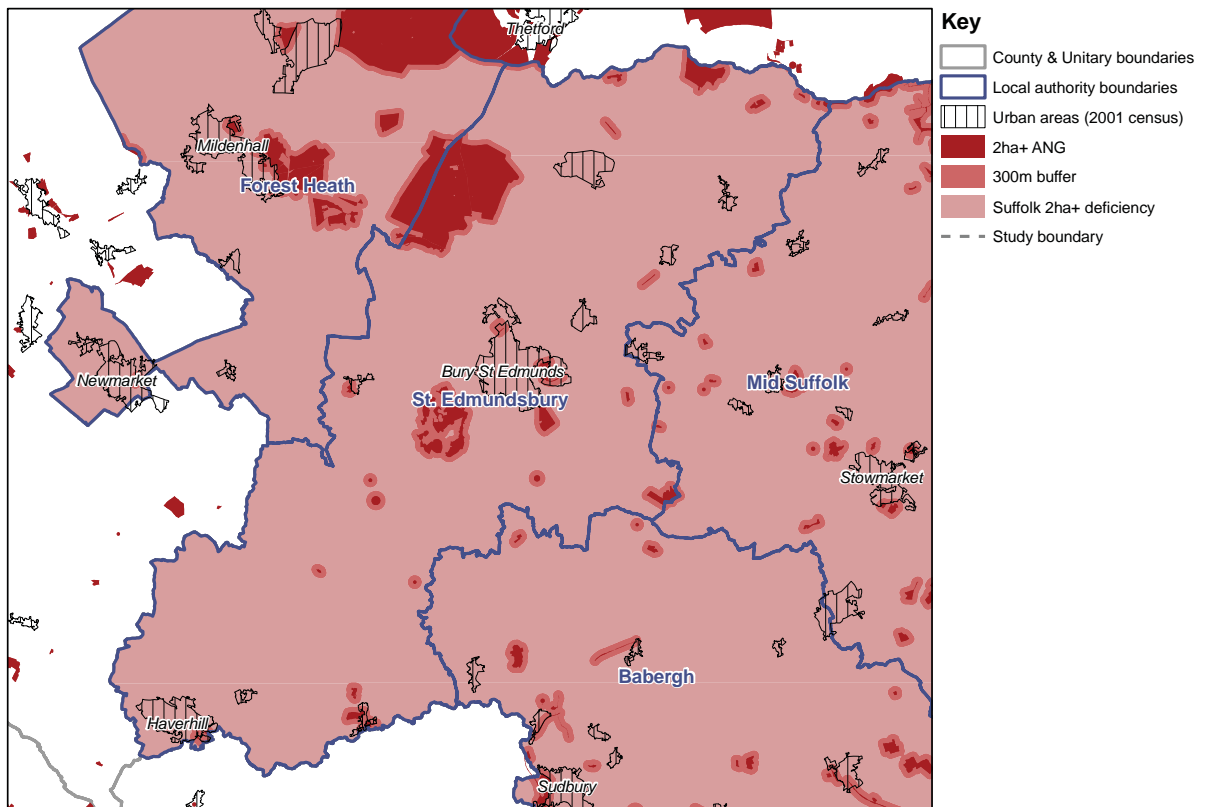 Thetford
Mildenhall
Forest Heath
Newmarket
Bury St Edmunds
St. Edmundsbury
Mid Suffolk
Stowmarket
Babergh
Haverhill
Sudbury
Key
County & Unitary boundaries
Local authority boundaries
Urban areas (2001 census)
2ha+ ANG
300m buffer
Suffolk 2ha+ deficiency
Study boundary